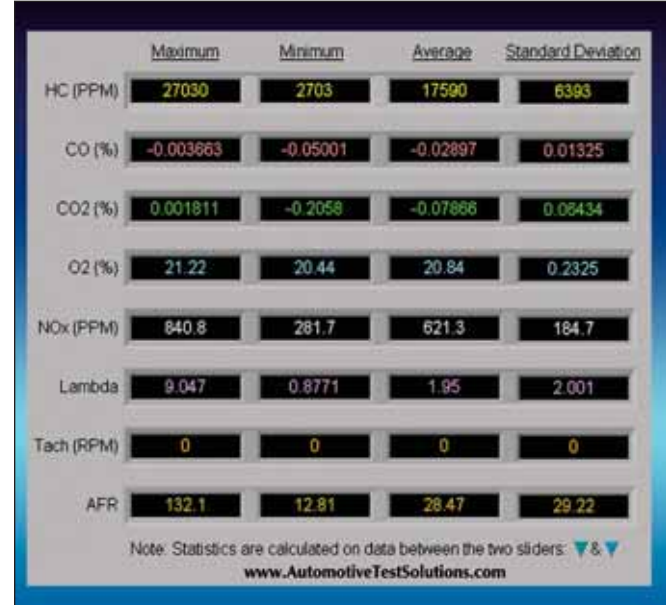 Maximum Minimum Average Standard Deviation
HC (PPM) 27030 2703 17590 6393
CO (%) -0.003663 -0.05001 -0.02897 0.01325
CO2 (%) 0.001811 -0.2058 -0.07866 0.06434
O2 (%) 21.22 20.44 20.84 0.2325
NOx (PPM) 840.8 281.7 621.3 184.7
Lambda 9.047 0.8771 1.95 2.001
Tach (RPM) 0 0 0 0
AFR 132.1 12.81 28.47 29.22
Note: Statistics are calculated on data between the two sliders: &
www.AutomotiveTestSolutions.com